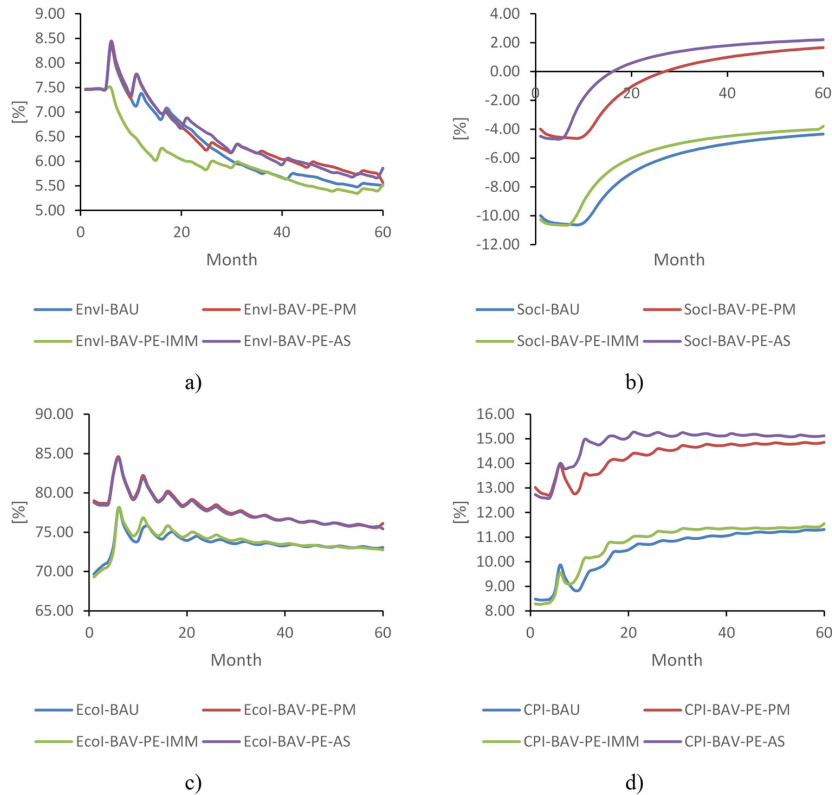 9.00
8.50
8.00
7.50
7.00
6.50
6.00
5.50
5.00
[%]
0 20 40 60
Month
EnvI-BAU EnvI-BAV-PE-PM
EnvI-BAV-PE-IMM EnvI-BAV-PE-AS
a)
4.00
2.00
0.00
-2.00
-4.00
-6.00
-8.00
-10.00
-12.00
[%]
0 20 40 60
Month
SocI-BAU SocI-BAV-PE-PM
SocI-BAV-PE-IMM SocI-BAV-PE-AS
b)
90.00
85.00
80.00
75.00
70.00
65.00
[%]
0 20 40 60
Month
EcoI-BAU EcoI-BAV-PE-PM
EcoI-BAV-PE-IMM EcoI-BAV-PE-AS
c)
16.00
15.00
14.00
13.00
12.00
11.00
10.00
9.00
8.00
[%]
0 20 40 60
Month
CPI-BAU CPI-BAV-PE-PM
CPI-BAV-PE-IMM CPI-BAV-PE-AS
d)